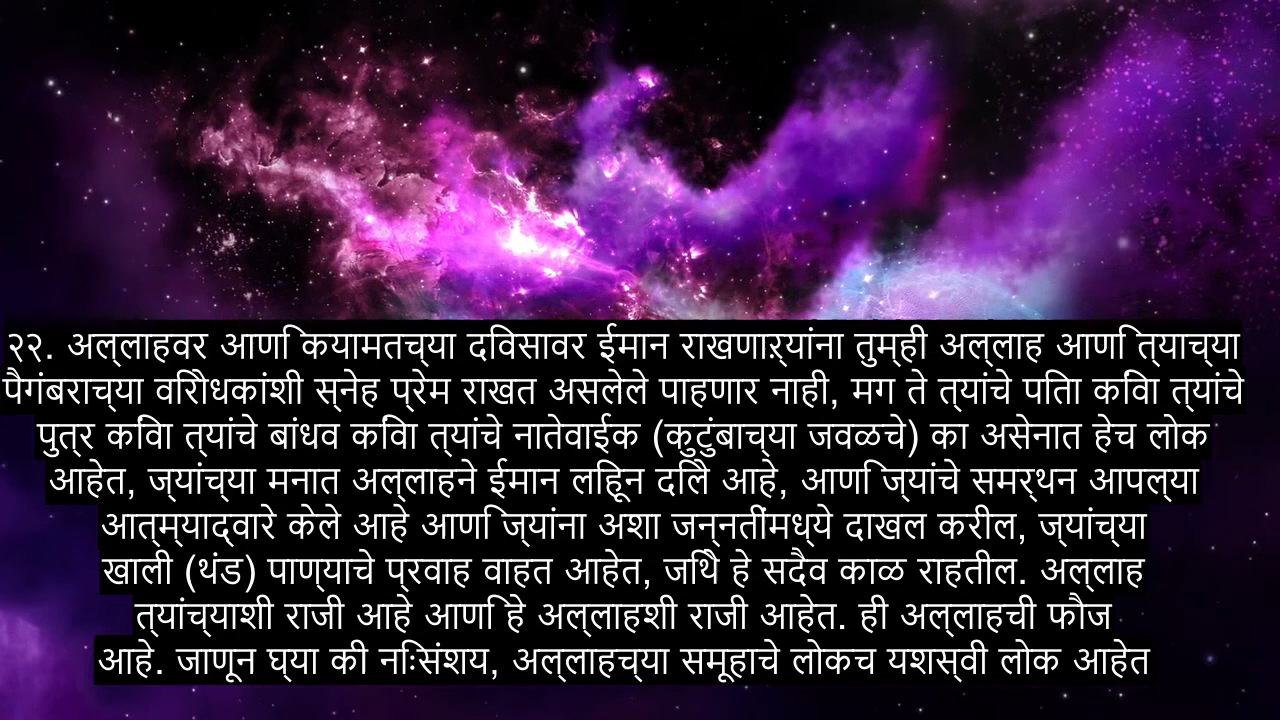 २२. अल्लाहवर आणि कयामतच्या दिवसावर ईमान राखणाऱ्यांना तुम्ही अल्लाह आणि त्याच्या
पैगंबराच्या विरोधकांशी स्नेह प्रेम राखत असलेले पाहणार नाही, मग ते त्यांचे पिता किंवा त्यांचे
पुत्र किंवा त्यांचे बांधव किंवा त्यांचे नातेवाईक (कुटुंबाच्या जवळचे) का असेनात हेच लोक
आहेत, ज्यांच्या मनात अल्लाहने ईमान लिहून दिले आहे, आणि ज्यांचे समर्थन आपल्या
आत्म्याद्वारे केले आहे आणि ज्यांना अशा जन्नतींमध्ये दाखल करील, ज्यांच्या
खाली (थंड) पाण्याचे प्रवाह वाहत आहेत, जिथे हे सदैव काळ राहतील. अल्लाह
त्यांच्याशी राजी आहे आणि हे अल्लाहशी राजी आहेत. ही अल्लाहची फौज
आहे. जाणून घ्या की निःसंशय, अल्लाहच्या समूहाचे लोकच यशस्वी लोक आहेत